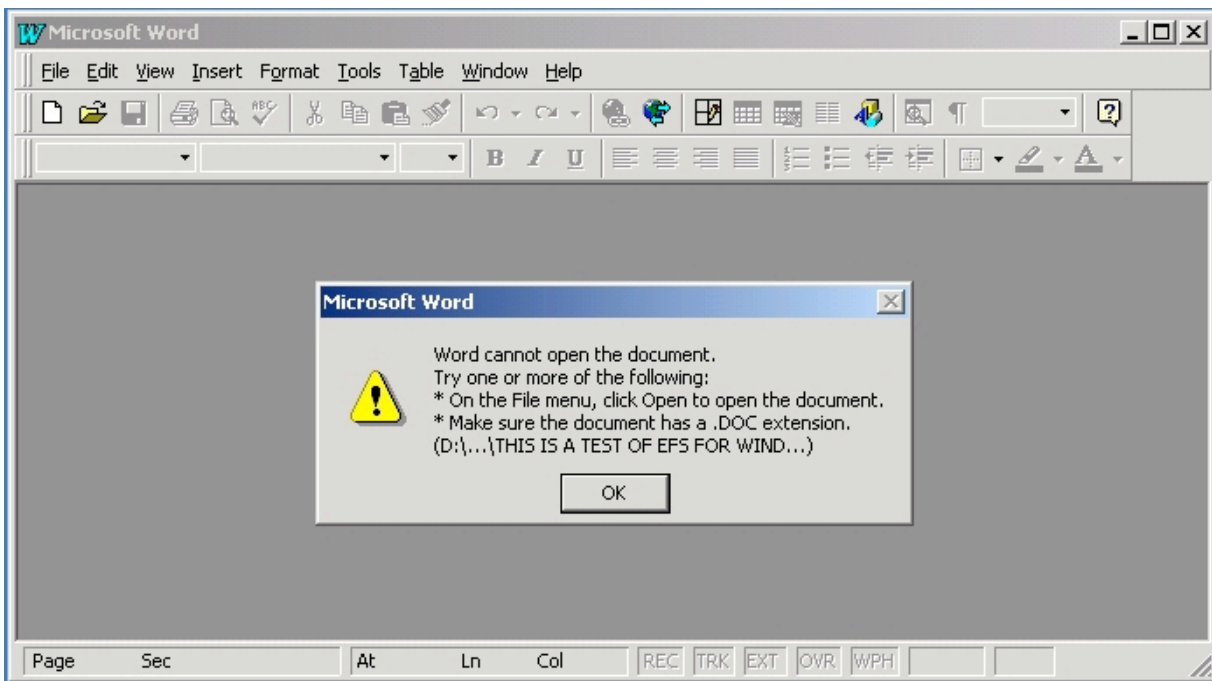 Microsoft Word
File Edit View Insert Format Tools Table Window Help
ABC
B I U A
Microsoft Word
Word cannot open the document.
Try one or more of the following:
* On the File menu, click Open to open the document.
* Make sure the document has a .DOC extension.
(D:\...\THIS IS A TEST OF EFS FOR WIND...)
OK
Page Sec At Ln Col REC TRK EXT OVR WPH